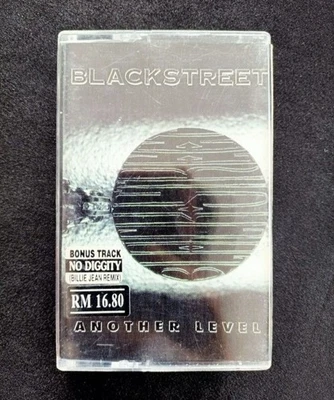 BLACKSTREET
BONUS TRACK
NO DIGGITY
(BILLIE JEAN REMIX)
RM 16.80
ANOTHER LEVEL